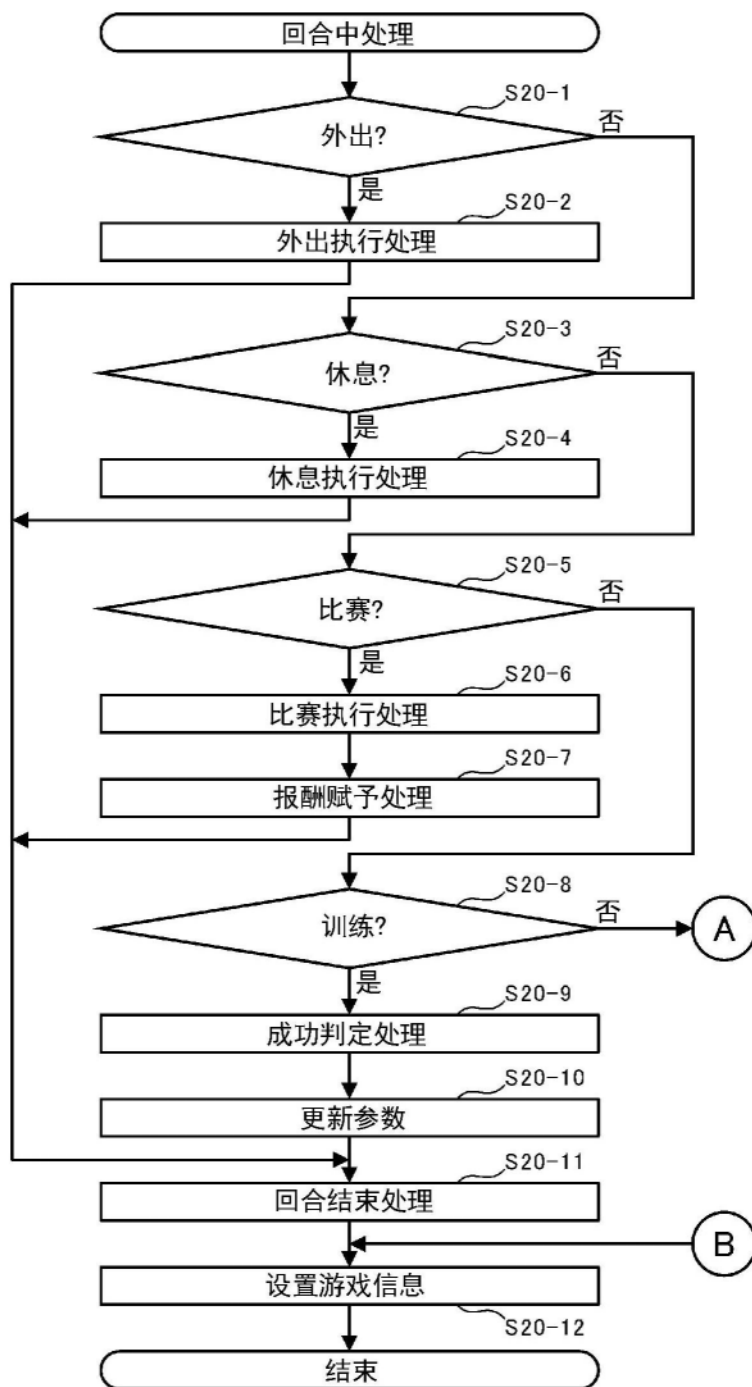 回合中处理
S20-1
外出?
否
是
S20-2
外出执行处理
S20-3
休息?
否
是
S20-4
休息执行处理
S20-5
比赛?
否
是
S20-6
比赛执行处理
S20-7
报酬赋予处理
S20-8
训练?
否
A
是
S20-9
成功判定处理
S20-10
更新参数
S20-11
回合结束处理
B
设置游戏信息
S20-12
结束